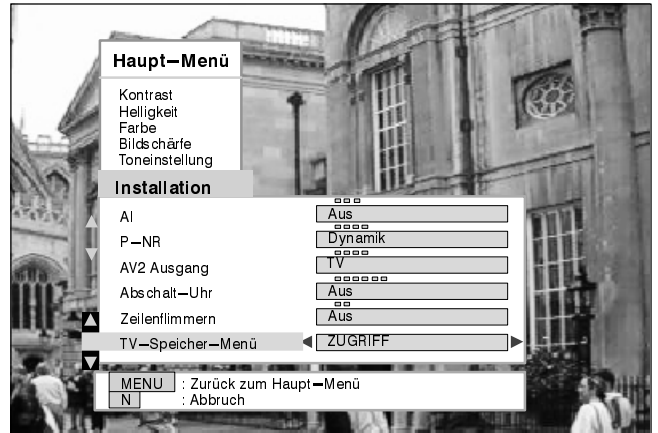 Haupt–Menü
Kontrast
Helligkeit
Farbe
Bildschärfe
Toneinstellung
Installation
AI Aus
P–NR Dynamik
AV2 Ausgang TV
Abschalt–Uhr Aus
Zeilenflimmern Aus
TV–Speicher–Menü ZUGRIFF
MENU : Zurück zum Haupt–Menü
N : Abbruch